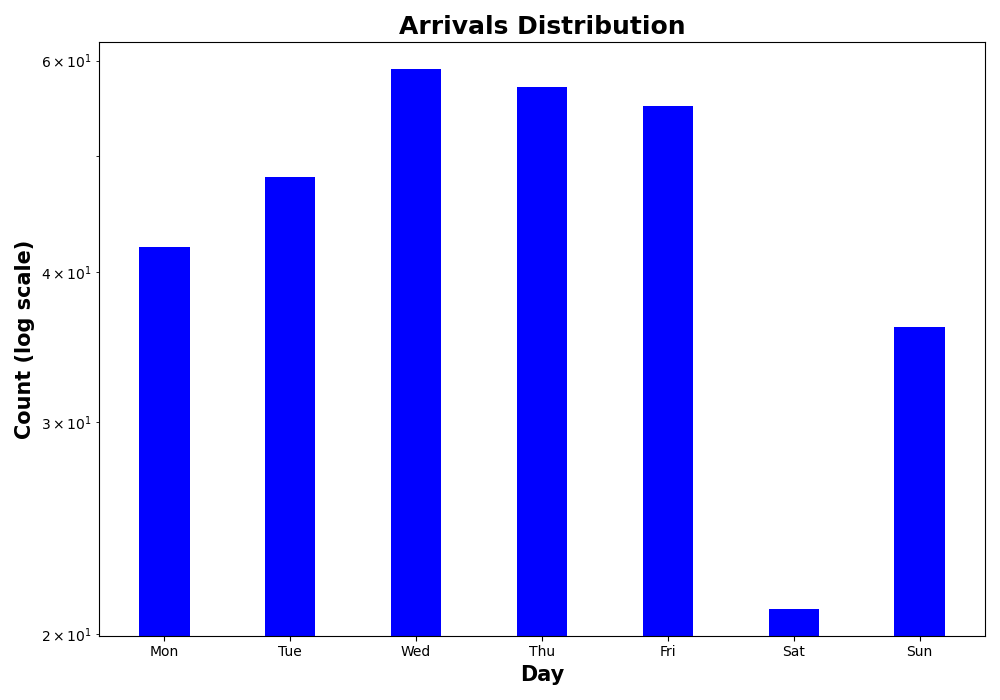 Arrivals Distribution
Count (log scale)
6 × 10¹
4 × 10¹
3 × 10¹
2 × 10¹
Mon Tue Wed Thu Fri Sat Sun
Day